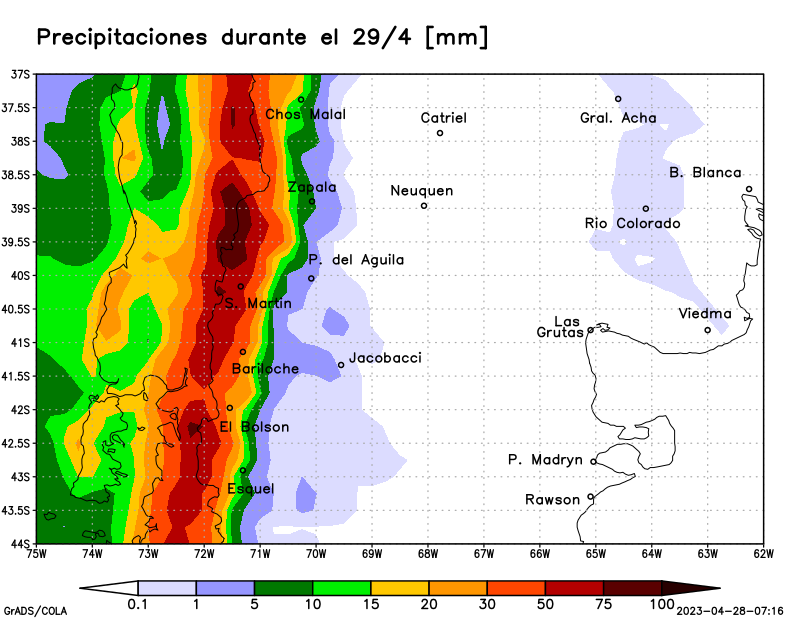 Precipitaciones durante el 29/4 [mm]
37S
37.5S
Chos Malal
Catriel
Gral. Acha
38S
38.5S
B. Blanca
Zapala
Neuquen
39S
Rio Colorado
39.5S
P. del Aguila
40S
S. Martin
40.5S
Viedma
Las
Grutas
41S
Jacobacci
Bariloche
41.5S
42S
El Bolson
42.5S
P. Madryn
43S
Esquel
Rawson
43.5S
44S
75W 74W 73W 72W 71W 70W 69W 68W 67W 66W 65W 64W 63W 62W
0.1 1 5 10 15 20 30 50 75 100
GrADS/COLA
2023-04-28-07:16